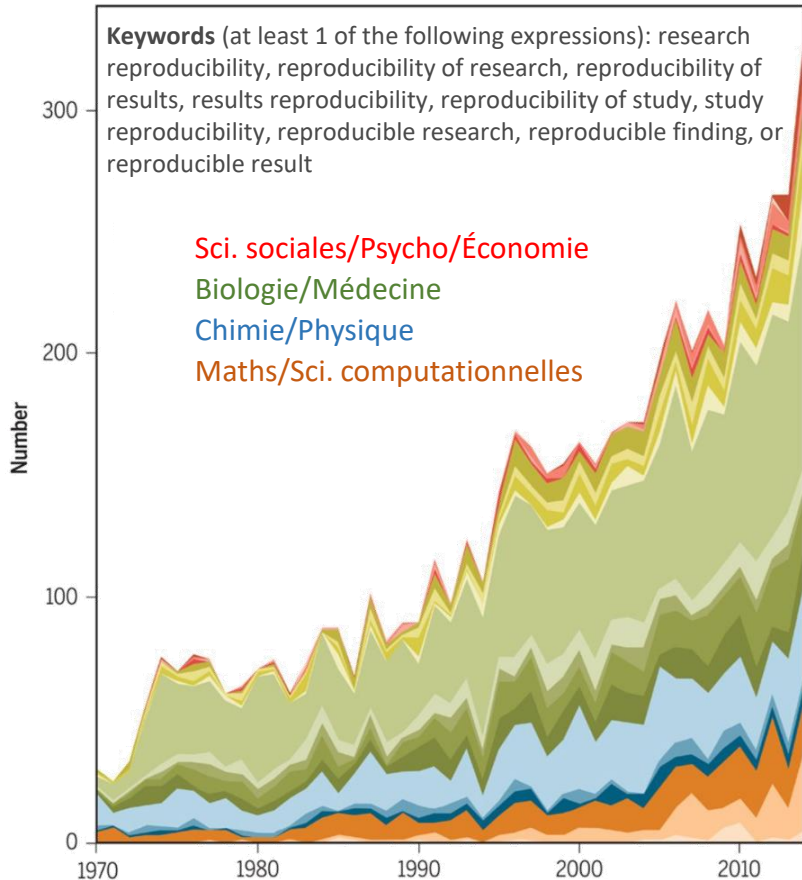 Keywords (at least 1 of the following expressions): research
reproducibility, reproducibility of research, reproducibility of
results, results reproducibility, reproducibility of study, study
reproducibility, reproducible research, reproducible finding, or
reproducible result
300
Sci. sociales/Psycho/Économie
Biologie/Médecine
Chimie/Physique
Maths/Sci. computationnelles
200
Number
100
0
1970
1980
1990
2000
2010